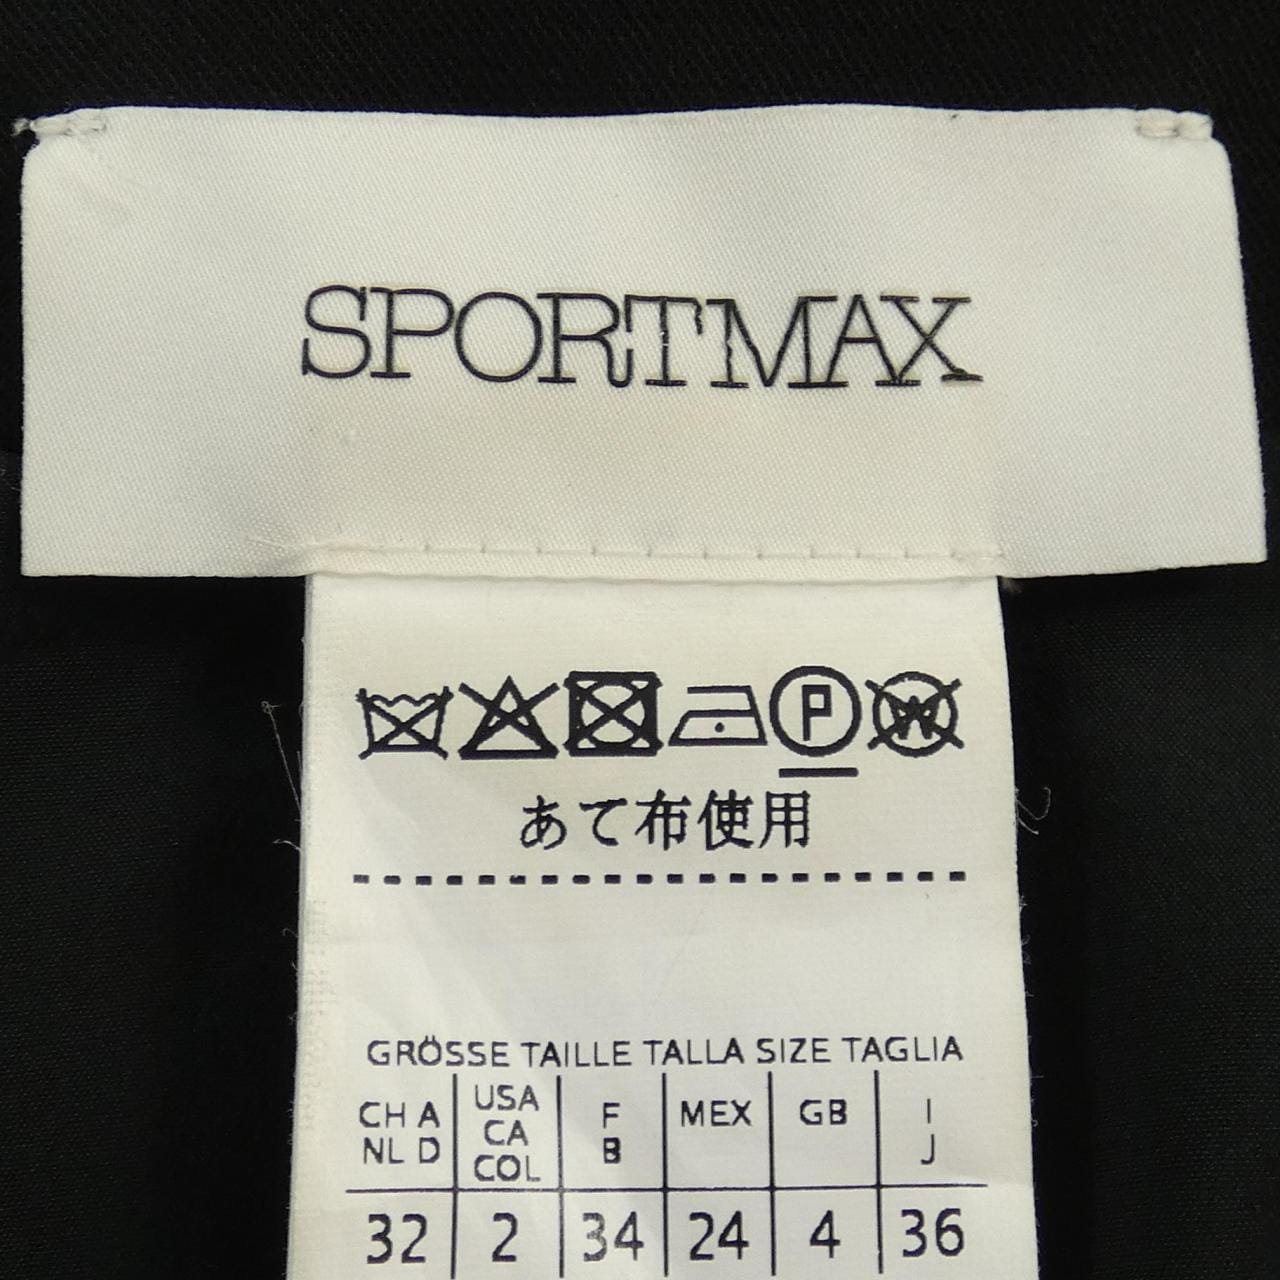 SPORTMAX
P W
あて布使用
GRÖSSE TAILLE TALLA SIZE TAGLIA
CH A USA F MEX GB I
NL D CA B J
COL
32 2 34 24 4 36